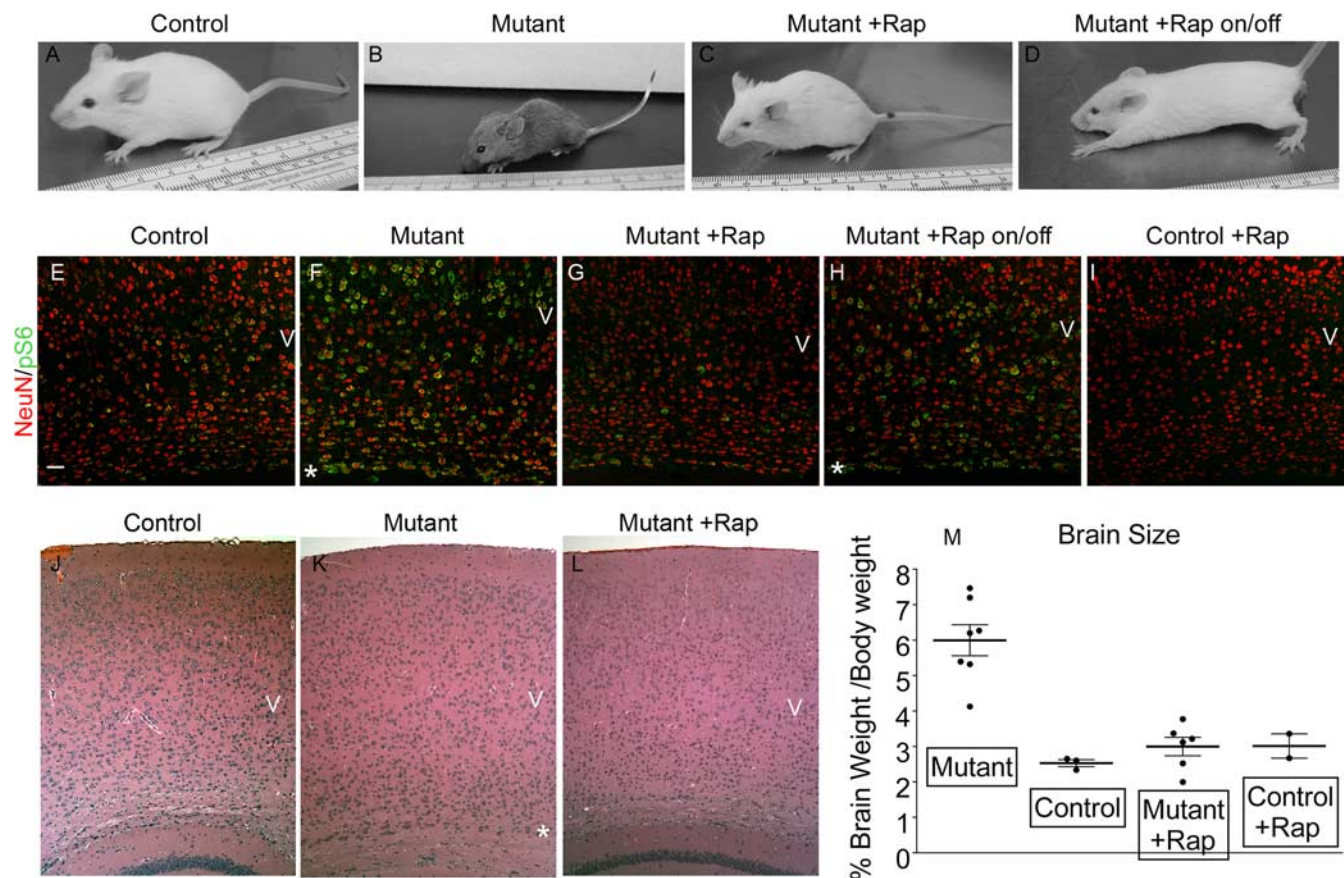 Control Mutant Mutant +Rap Mutant +Rap on/off
A B C D
Control Mutant Mutant +Rap Mutant +Rap on/off Control +Rap
E F G H I
V V V V
NeuN/pS6
* *
Control Mutant Mutant +Rap
J K L
V V V
*
M Brain Size
% Brain Weight /Body weight
8
7
6
5
4
3
2
1
0
Mutant
Control
Mutant
+Rap
Control
+Rap